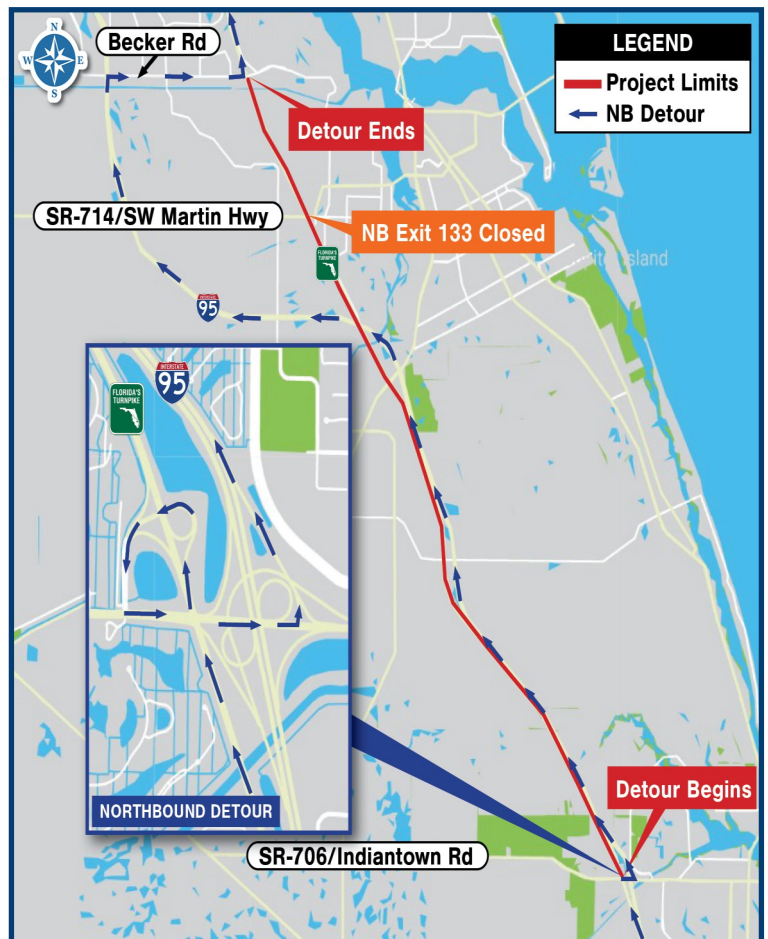 N
W
E
S
Becker Rd
LEGEND
Project Limits
NB Detour
Detour Ends
SR-714/SW Martin Hwy
NB Exit 133 Closed
FLORIDA'S
TURNPIKE
Island
95
INTERSTATE
95
FLORIDA'S
TURNPIKE
NORTHBOUND DETOUR
Detour Begins
SR-706/Indiantown Rd